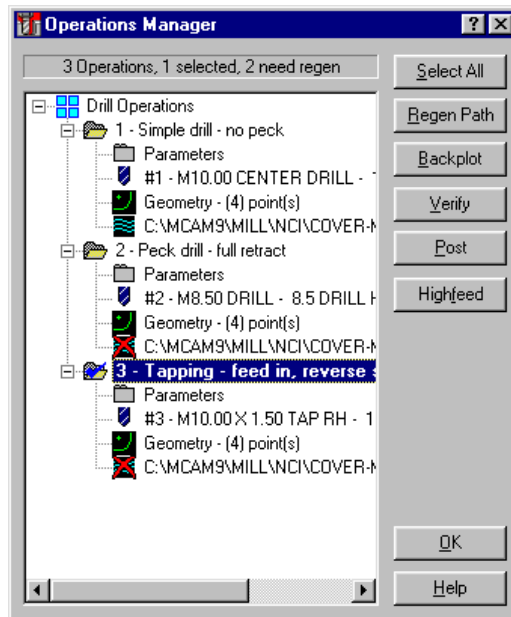 Operations Manager
3 Operations, 1 selected, 2 need regen
Select All
Regen Path
Backplot
Verify
Post
Highfeed
Drill Operations
1 - Simple drill - no peck
Parameters
#1 - M10.00 CENTER DRILL -
Geometry - (4) point(s)
C:\MCAM9\MILL\NCI\COVER-
2 - Peck drill - full retract
Parameters
#2 - M8.50 DRILL - 8.5 DRILL
Geometry - (4) point(s)
C:\MCAM9\MILL\NCI\COVER-
3 - Tapping - feed in, reverse
Parameters
#3 - M10.00 X 1.50 TAP RH - 1
Geometry - (4) point(s)
C:\MCAM9\MILL\NCI\COVER-
OK
Help